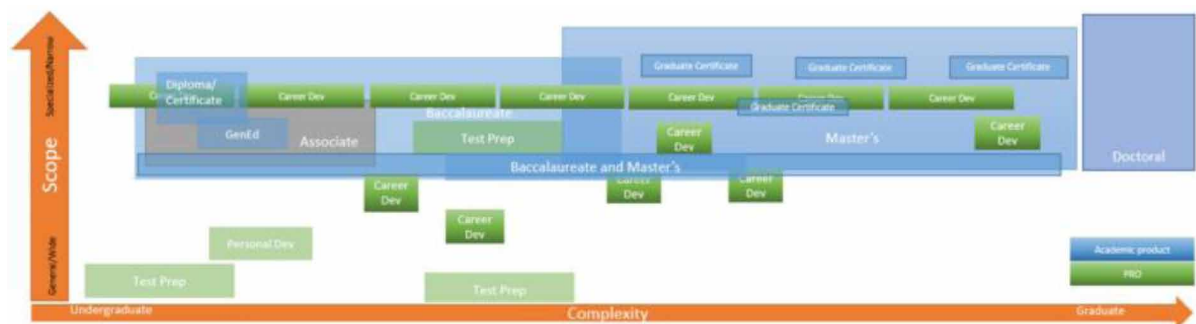 Specialized/Narrow
Scope
General/Wide
Graduate Certificate
Graduate Certificate
Graduate Certificate
Diploma/
Certificate
Career Dev
Career Dev
Career Dev
Career Dev
Career Dev
Graduate Certificate
Baccalaureate
GenEd
Associate
Test Prep
Career
Dev
Master's
Career
Dev
Doctoral
Baccalaureate and Master's
Career
Dev
Career
Dev
Career
Dev
Career
Dev
Personal Dev
Test Prep
Test Prep
Academic product
PRO
Undergraduate
Complexity
Graduate